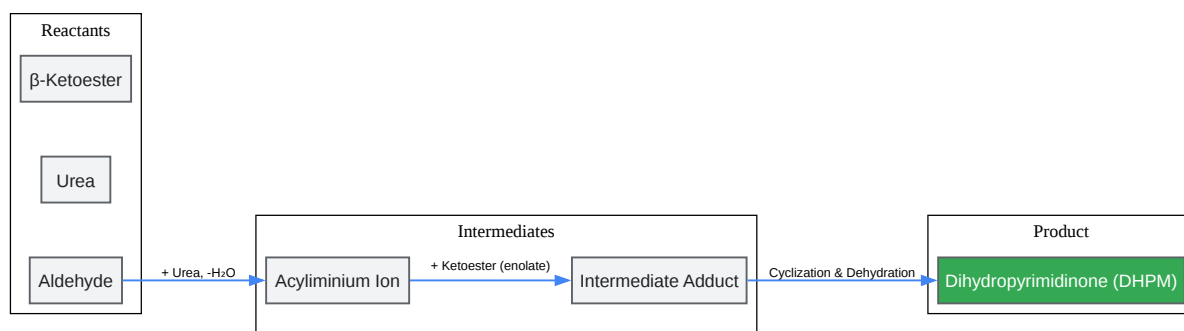 Reactants
β-Ketoester
Urea
Aldehyde
+ Urea, -H₂O
Intermediates
Acyliminium Ion
+ Ketoester (enolate)
Intermediate Adduct
Cyclization & Dehydration
Product
Dihydropyrimidinone (DHPM)